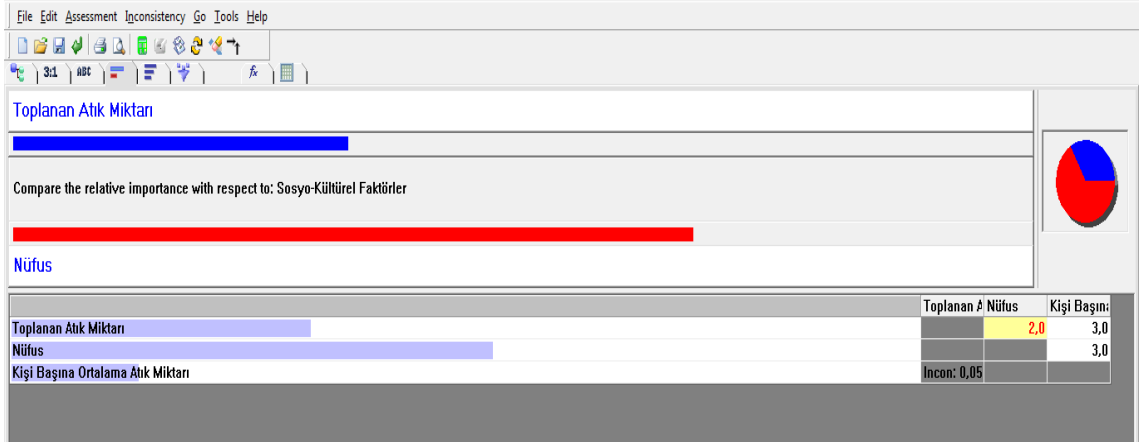 File Edit Assessment Inconsistency Go Tools Help
3:1 ABC fx
Toplanan Atık Miktarı
Compare the relative importance with respect to: Sosyo-Kültürel Faktörler
Nüfus
Toplanan A Nüfus Kişi Başına
Toplanan Atık Miktarı 2,0 3,0
Nüfus 3,0
Kişi Başına Ortalama Atık Miktarı Incon: 0,05